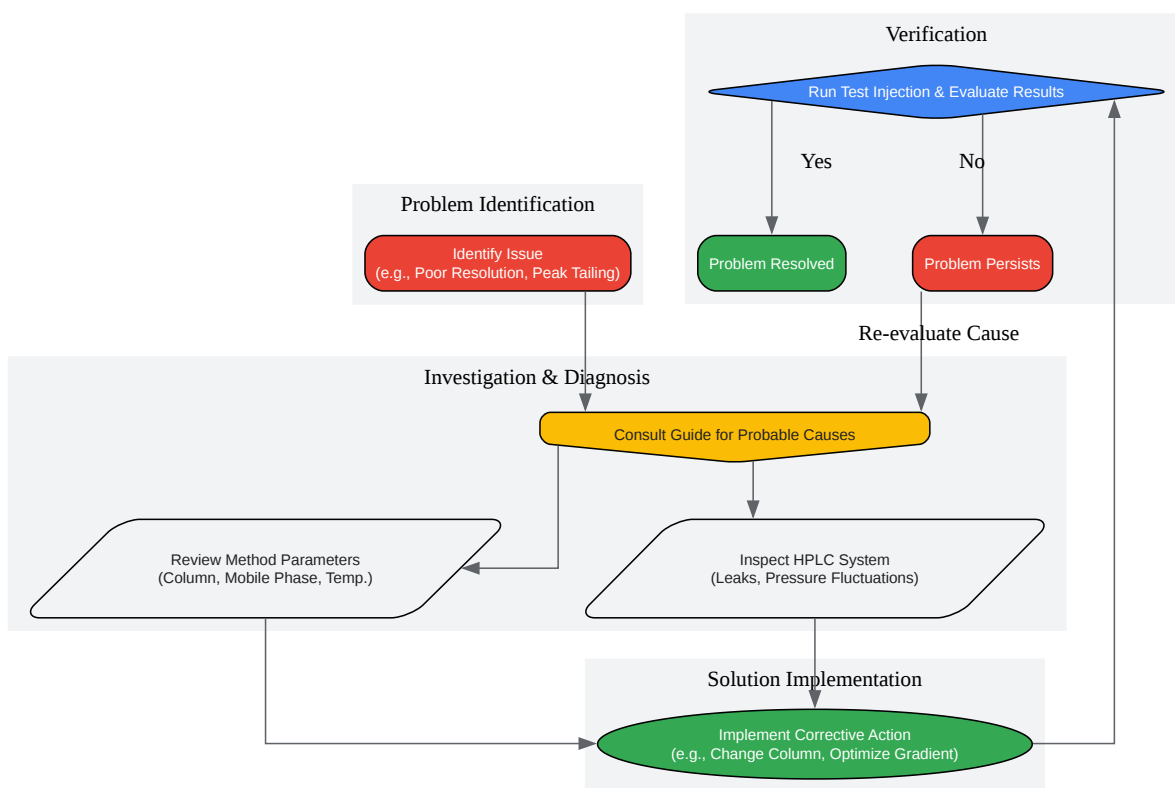 Verification
Run Test Injection & Evaluate Results
Yes
No
Problem Identification
Identify Issue
(e.g., Poor Resolution, Peak Tailing)
Problem Resolved
Problem Persists
Re-evaluate Cause
Investigation & Diagnosis
Consult Guide for Probable Causes
Review Method Parameters
(Column, Mobile Phase, Temp.)
Inspect HPLC System
(Leaks, Pressure Fluctuations)
Solution Implementation
Implement Corrective Action
(e.g., Change Column, Optimize Gradient)